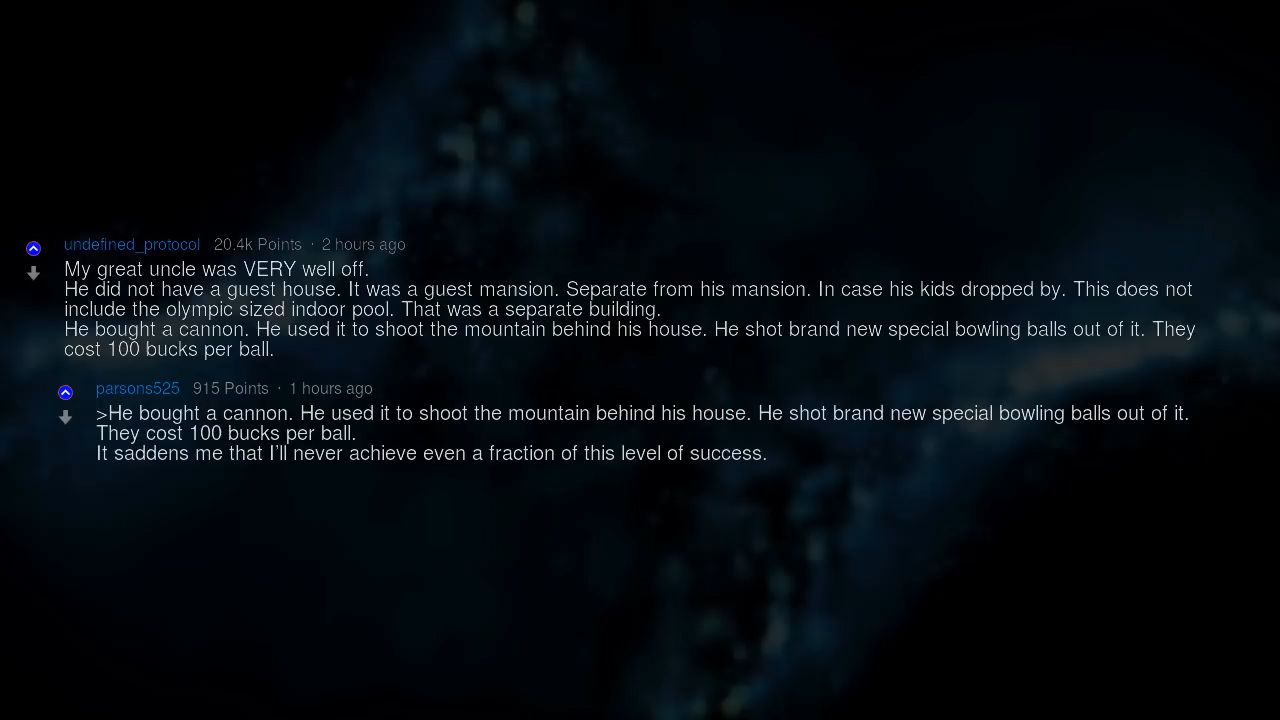 undefined_protocol 20.4k Points · 2 hours ago
My great uncle was VERY well off.
He did not have a guest house. It was a guest mansion. Separate from his mansion. In case his kids dropped by. This does not
include the olympic sized indoor pool. That was a separate building.
He bought a cannon. He used it to shoot the mountain behind his house. He shot brand new special bowling balls out of it. They
cost 100 bucks per ball.
parsons525 915 Points · 1 hours ago
>He bought a cannon. He used it to shoot the mountain behind his house. He shot brand new special bowling balls out of it.
They cost 100 bucks per ball.
It saddens me that I'll never achieve even a fraction of this level of success.